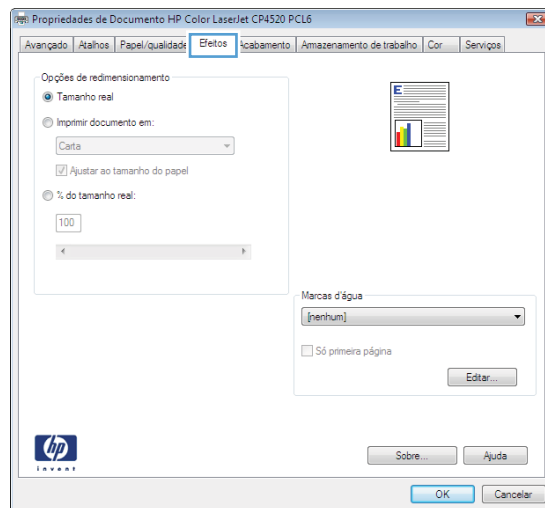 Propriedades de Documento HP Color LaserJet CP4520 PCL6
Avançado Atalhos Papel/qualidade Efeitos Acabamento Armazenamento de trabalho Cor Serviços
Opções de redimensionamento
Tamanho real
Imprimir documento em:
Carta
Ajustar ao tamanho do papel
% do tamanho real:
100
E
Marcas d'água
[nenhum]
Só primeira página
Editar...
hp
invent
Sobre... Ajuda
OK Cancelar